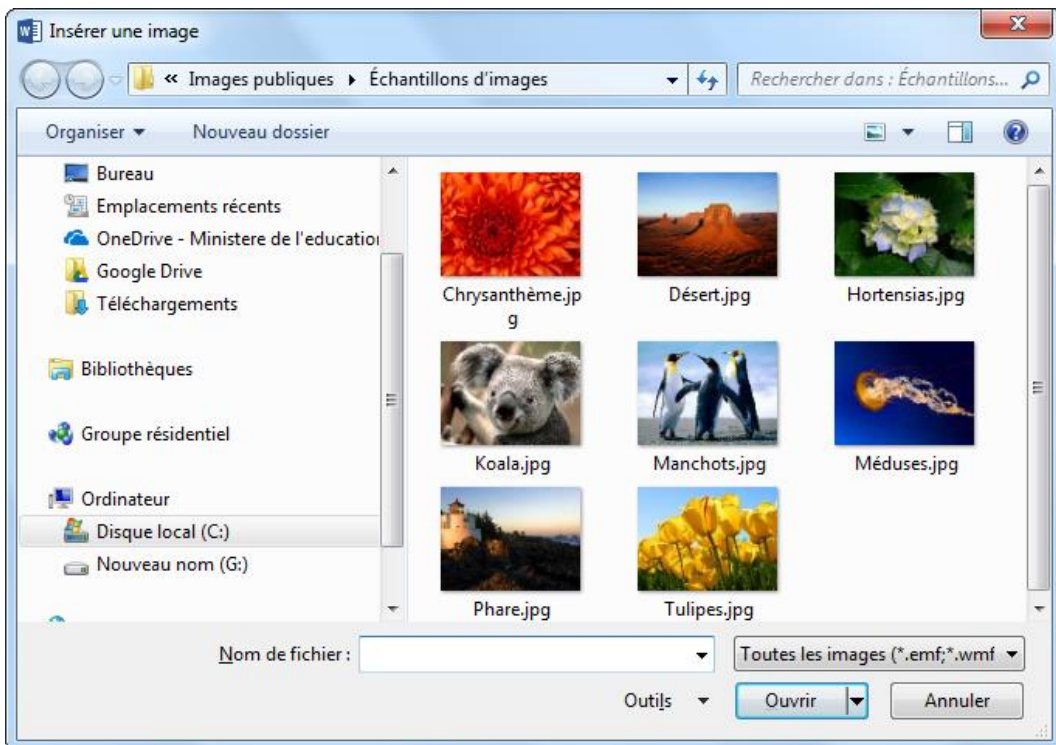 Insérer une image
« Images publiques ▸ Échantillons d'images
Rechercher dans : Échantillons...
Organiser ▾ Nouveau dossier
Bureau
Emplacements récents
OneDrive - Ministere de l'education
Google Drive
Téléchargements
Bibliothèques
Groupe résidentiel
Ordinateur
Disque local (C:)
Nouveau nom (G:)
Chrysanthème.jp
g
Désert.jpg
Hortensias.jpg
Koala.jpg
Manchots.jpg
Méduses.jpg
Phare.jpg
Tulipes.jpg
Nom de fichier :
Toutes les images (*.emf;*.wmf
Outils
Ouvrir
Annuler